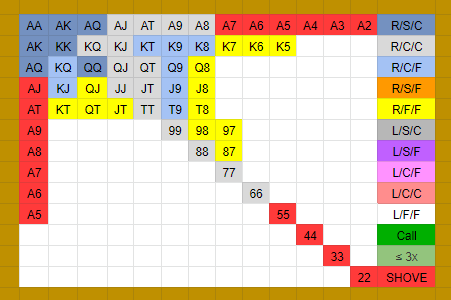 AA AK AQ AJ AT A9 A8 A7 A6 A5 A4 A3 A2 R/S/C
AK KK KQ KJ KT K9 K8 K7 K6 K5 R/C/C
AQ KQ QQ QJ QT Q9 Q8 R/C/F
AJ KJ QJ JJ JT J9 J8 R/S/F
AT KT QT JT TT T9 T8 R/F/F
A9 99 98 97 L/S/C
A8 88 87 L/S/F
A7 77 L/C/F
A6 66 L/C/C
A5 55 L/F/F
44 Call
33 ≤ 3x
22 SHOVE